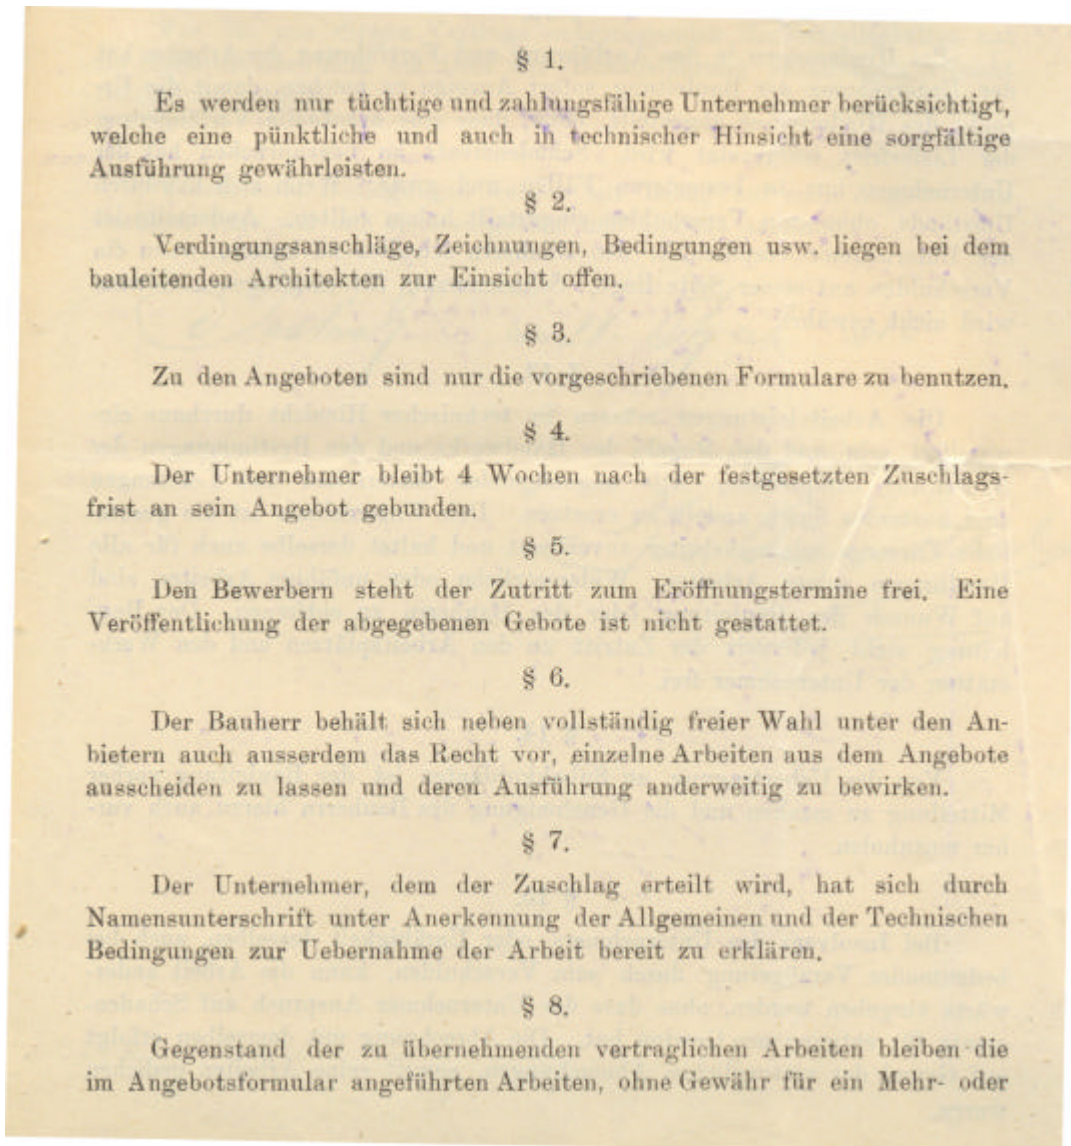 § 1.
Es werden nur tüchtige und zahlungsfähige Unternehmer berücksichtigt,
welche eine pünktliche und auch in technischer Hinsicht eine sorgfältige
Ausführung gewährleisten.
§ 2.
Verdingungsanschläge, Zeichnungen, Bedingungen usw. liegen bei dem
bauleitenden Architekten zur Einsicht offen.
§ 3.
Zu den Angeboten sind nur die vorgeschriebenen Formulare zu benutzen.
§ 4.
Der Unternehmer bleibt 4 Wochen nach der festgesetzten Zuschlags-
frist an sein Angebot gebunden.
§ 5.
Den Bewerbern steht der Zutritt zum Eröffnungstermine frei. Eine
Veröffentlichung der abgegebenen Gebote ist nicht gestattet.
§ 6.
Der Bauherr behält sich neben vollständig freier Wahl unter den An-
bietern auch ausserdem das Recht vor, einzelne Arbeiten aus dem Angebote
ausscheiden zu lassen und deren Ausführung anderweitig zu bewirken.
§ 7.
Der Unternehmer, dem der Zuschlag erteilt wird, hat sich durch
Namensunterschrift unter Anerkennung der Allgemeinen und der Technischen
Bedingungen zur Uebernahme der Arbeit bereit zu erklären.
§ 8.
Gegenstand der zu übernehmenden vertraglichen Arbeiten bleiben die
im Angebotsformular angeführten Arbeiten, ohne Gewähr für ein Mehr- oder